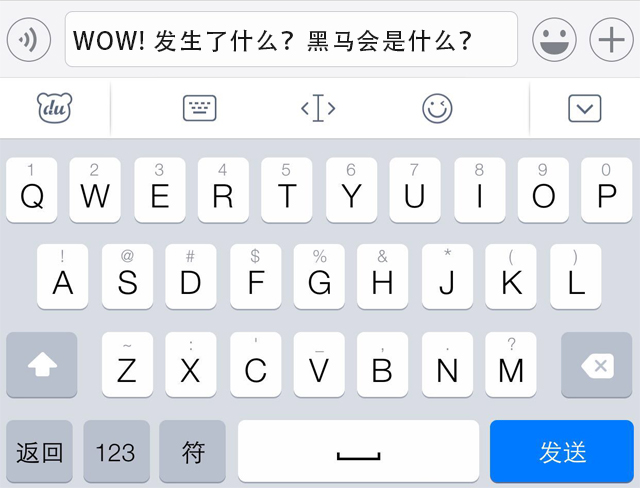 WOW! 发生了什么？黑马会是什么？
du
1 2 3 4 5 6 7 8 9 0
Q W E R T Y U I O P
! @ # $ % & * ( )
A S D F G H J K L
~ : ' _ , . ?
Z X C V B N M
返回 123 符 发送